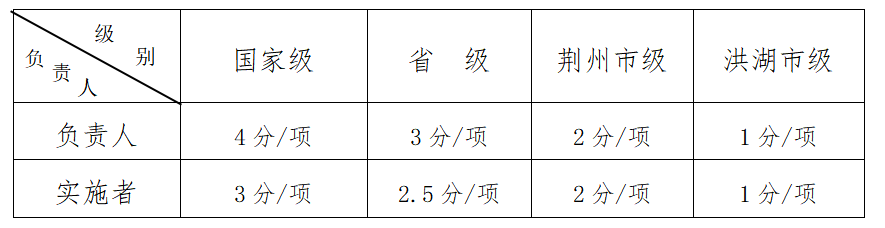 级别
负责人
国家级 省 级 荆州市级 洪湖市级
负责人 4分/项 3分/项 2分/项 1分/项
实施者 3分/项 2.5分/项 2分/项 1分/项